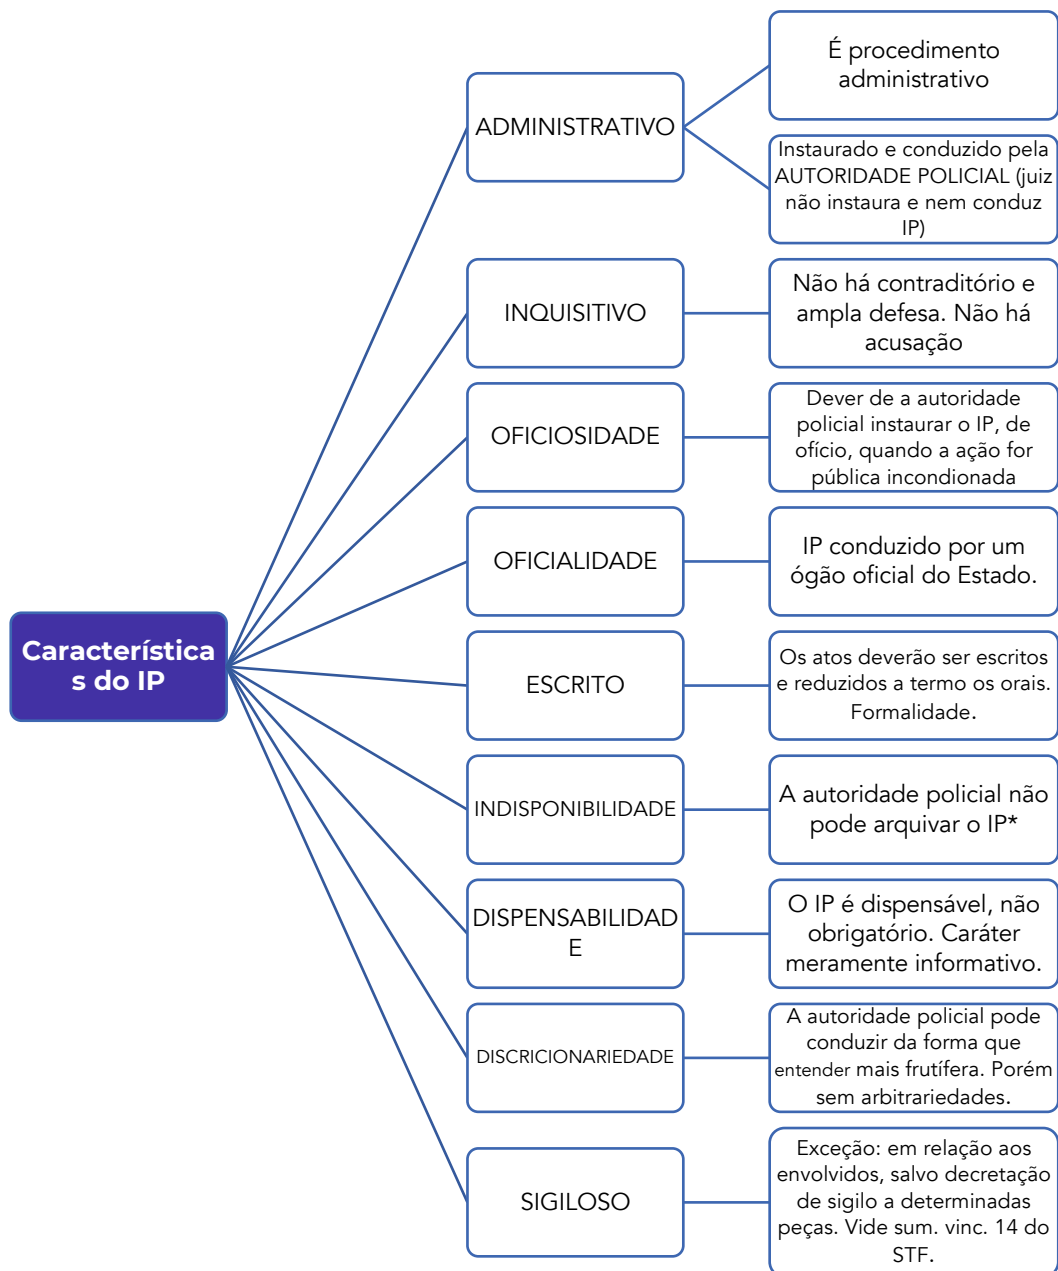 Característica
s do IP
ADMINISTRATIVO
É procedimento
administrativo
Instaurado e conduzido pela
AUTORIDADE POLICIAL (juiz
não instaura e nem conduz
IP)
INQUISITIVO
Não há contraditório e
ampla defesa. Não há
acusação
OFICIOSIDADE
Dever de a autoridade
policial instaurar o IP, de
ofício, quando a ação for
pública incondionada
OFICIALIDADE
IP conduzido por um
ógão oficial do Estado.
ESCRITO
Os atos deverão ser escritos
e reduzidos a termo os orais.
Formalidade.
INDISPONIBILIDADE
A autoridade policial não
pode arquivar o IP*
DISPENSABILIDAD
E
O IP é dispensável, não
obrigatório. Caráter
meramente informativo.
DISCRICIONARIEDADE
A autoridade policial pode
conduzir da forma que
entender mais frutífera. Porém
sem arbitrariedades.
SIGILOSO
Exceção: em relação aos
envolvidos, salvo decretação
de sigilo a determinadas
peças. Vide sum. vinc. 14 do
STF.